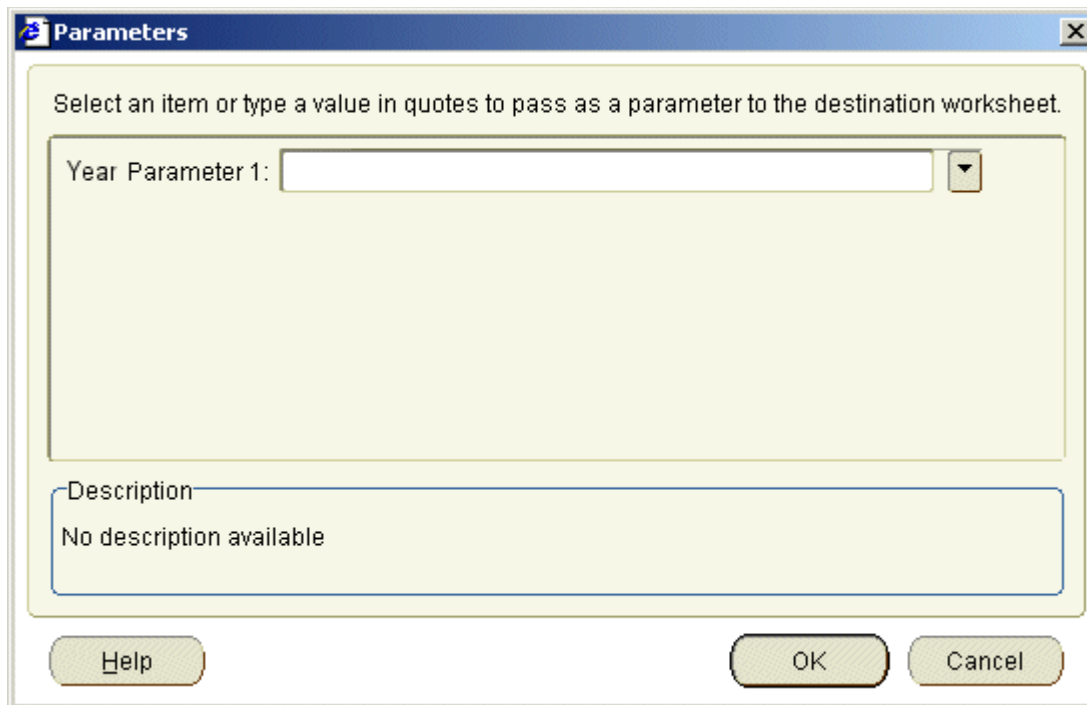 Parameters
Select an item or type a value in quotes to pass as a parameter to the destination worksheet.
Year Parameter 1:
Description
No description available
Help OK Cancel